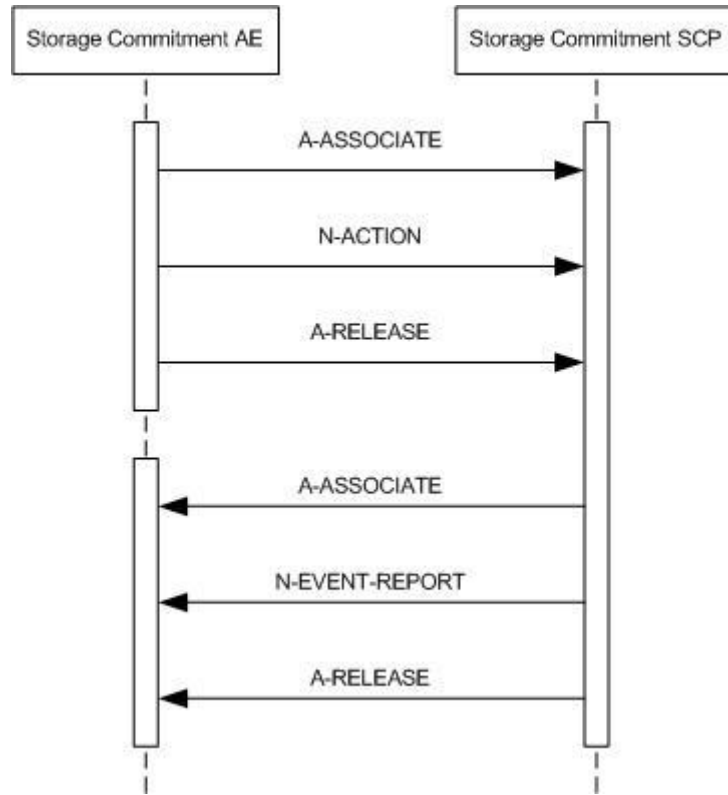 Storage Commitment AE
Storage Commitment SCP
A-ASSOCIATE
N-ACTION
A-RELEASE
A-ASSOCIATE
N-EVENT-REPORT
A-RELEASE